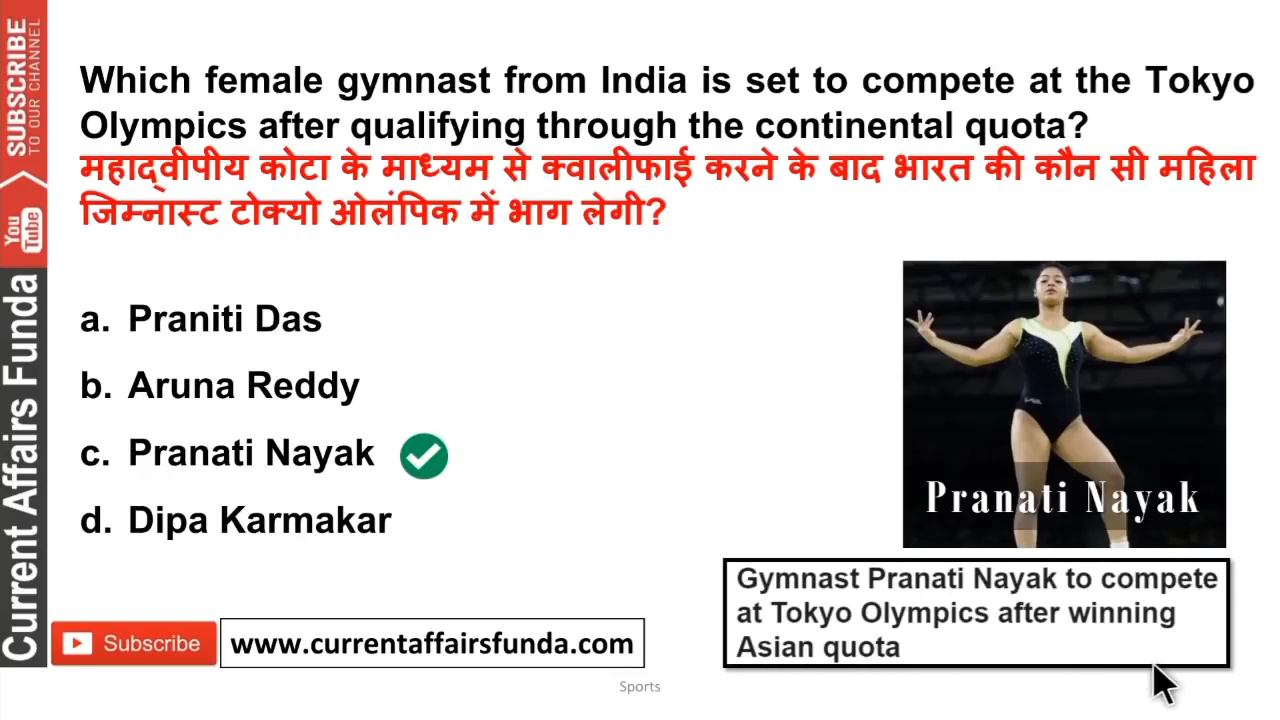 Which female gymnast from India is set to compete at the Tokyo
Olympics after qualifying through the continental quota?
महाद्वीपीय कोटा के माध्यम से क्वालीफाई करने के बाद भारत की कौन सी महिला
जिम्नास्ट टोक्यो ओलंपिक में भाग लेगी?
a. Praniti Das
b. Aruna Reddy
c. Pranati Nayak
d. Dipa Karmakar
Pranati Nayak
Gymnast Pranati Nayak to compete
at Tokyo Olympics after winning
Asian quota
Subscribe
www.currentaffairsfunda.com
Sports
SUBSCRIBE
TO OUR CHANNEL
You
Tube
Current Affairs Funda